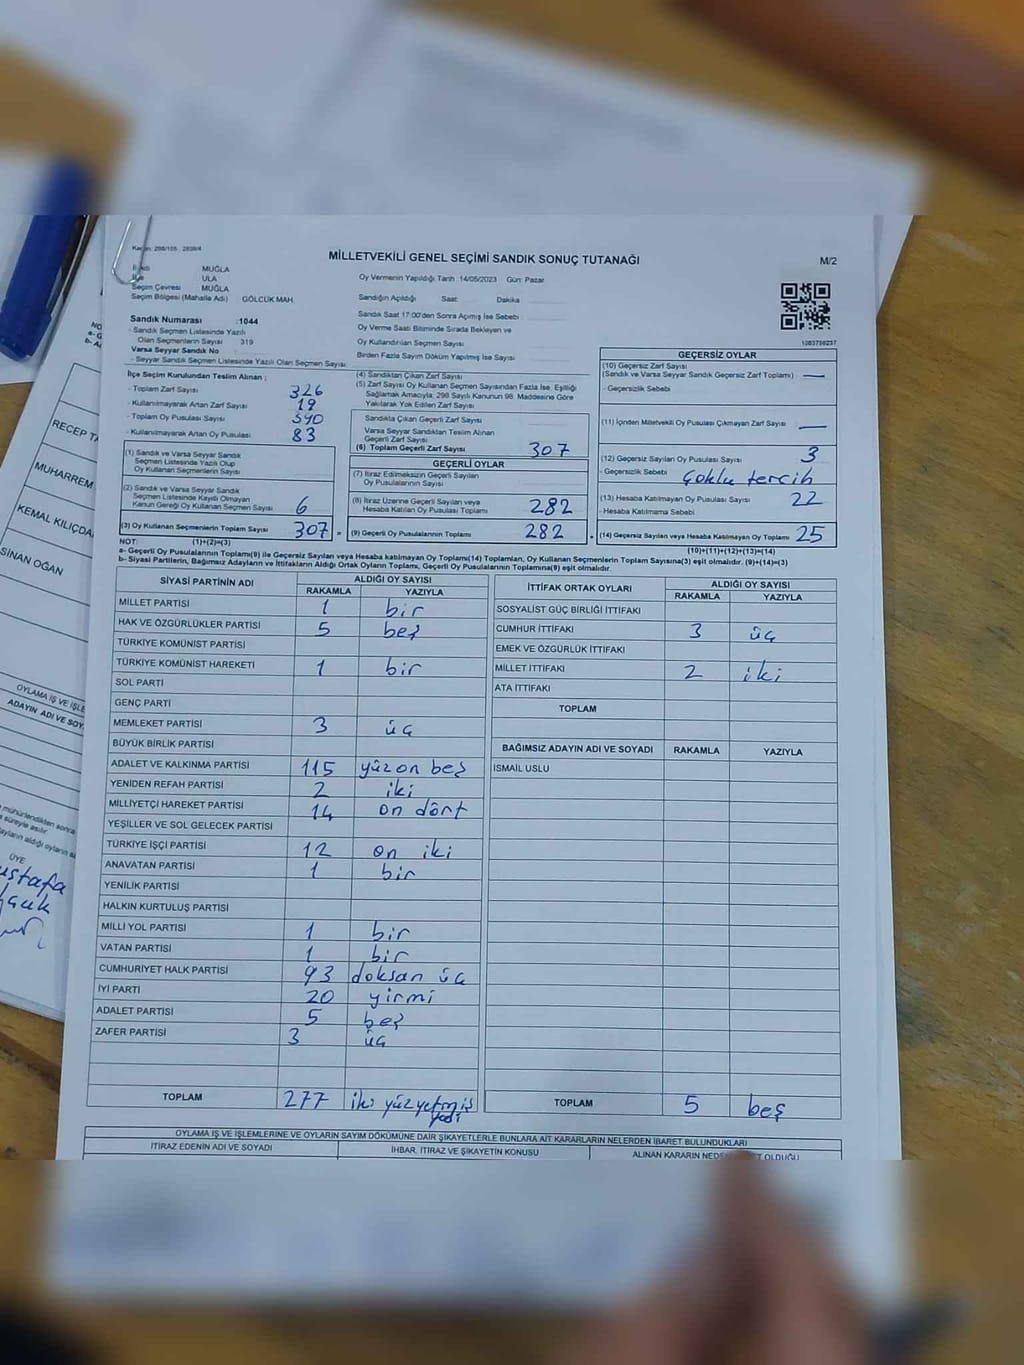 Kanun: 298/105 : 2839/4
MİLLETVEKİLİ GENEL SEÇİMİ SANDIK SONUÇ TUTANAĞI
M/2
MUĞLA
ULA
Seçim Çevresi MUĞLA
Seçim Bölgesi (Mahalle Adı) GÖLCÜK MAH.
Sandık Numarası :1044
- Sandık Seçmen Listesinde Yazılı
Olan Seçmenlerin Sayısı 319
Varsa Seyyar Sandık No
- Seyyar Sandık Seçmen Listesinde Yazılı Olan Seçmen Sayısı
Oy Vermenin Yapıldığı Tarih :14/05/2023 Gün: Pazar
Sandığın Açıldığı Saat: Dakika
Sandık Saat 17:00'den Sonra Açılmış İse Sebebi :
Oy Verme Saati Bitiminde Sırada Bekleyen ve
Oy Kullandırılan Seçmen Sayısı
Birden Fazla Sayım Döküm Yapılmış İse Sayısı
1083756237
İlçe Seçim Kurulundan Teslim Alınan :
- Toplam Zarf Sayısı 326
- Kullanılmayarak Artan Zarf Sayısı 19
- Toplam Oy Pusulası Sayısı 390
- Kullanılmayarak Artan Oy Pusulası 83
(1) Sandık ve Varsa Seyyar Sandık
Seçmen Listesinde Yazılı Olup
Oy Kullanan Seçmenlerin Sayısı
(2) Sandık ve Varsa Seyyar Sandık
Seçmen Listesinde Kayıtlı Olmayan
Kanun Gereği Oy Kullanan Seçmenlerin Sayısı 6
(3) Oy Kullanan Seçmenlerin Toplam Sayısı 307 =
(4) Sandıktan Çıkan Zarf Sayısı
(5) Zarf Sayısı Oy Kullanan Seçmen Sayısından Fazla İse, Eşitliği
Sağlamak Amacıyla; 298 Sayılı Kanunun 98. Maddesine Göre
Yakılarak Yok Edilen Zarf Sayısı
Sandıkta Çıkan Geçerli Zarf Sayısı
Varsa Seyyar Sandıktan Teslim Alınan
Geçerli Zarf Sayısı
(6) Toplam Geçerli Zarf Sayısı 307
GEÇERLİ OYLAR
(7) İtiraz Edilmeksizin Geçerli Sayılan
Oy Pusulalarının Sayısı
(8) İtiraz Üzerine Geçerli Sayılan veya
Hesaba Katılan Oy Pusulası Toplamı 282
(9) Geçerli Oy Pusulalarının Toplamı 282
GEÇERSİZ OYLAR
(10) Geçersiz Zarf Sayısı
(Sandık ve Varsa Seyyar Sandık Geçersiz Zarf Toplamı) —
- Geçersizlik Sebebi
(11) İçinden Milletvekili Oy Pusulası Çıkmayan Zarf Sayısı —
(12) Geçersiz Sayılan Oy Pusulası Sayısı 3
- Geçersizlik Sebebi Çoklu tercih
(13) Hesaba Katılmayan Oy Pusulası Sayısı 22
- Hesaba Katılmama Sebebi
(14) Geçersiz Sayılan veya Hesaba Katılmayan Oy Toplamı 25
NOT: (1)+(2)=(3) (10)+(11)+(12)+(13)=(14)
a- Geçerli Oy Pusulalarının Toplamı(9) ile Geçersiz Sayılan veya Hesaba katılmayan Oy Toplamı(14) Toplamları, Oy Kullanan Seçmenlerin Toplam Sayısına(3) eşit olmalıdır. (9)+(14)=(3)
b- Siyasi Partilerin, Bağımsız Adayların ve İttifakların Aldığı Ortak Oyların Toplamı, Geçerli Oy Pusulalarının Toplamına(9) eşit olmalıdır.
SİYASİ PARTİNİN ADI ALDIĞI OY SAYISI
RAKAMLA YAZIYLA
MİLLET PARTİSİ 1 bir
HAK VE ÖZGÜRLÜKLER PARTİSİ 5 beş
TÜRKİYE KOMÜNİST PARTİSİ
TÜRKİYE KOMÜNİST HAREKETİ 1 bir
SOL PARTİ
GENÇ PARTİ
MEMLEKET PARTİSİ 3 üç
BÜYÜK BİRLİK PARTİSİ
ADALET VE KALKINMA PARTİSİ 115 yüz on beş
YENİDEN REFAH PARTİSİ 2 iki
MİLLİYETÇİ HAREKET PARTİSİ 14 on dört
YEŞİLLER VE SOL GELECEK PARTİSİ
TÜRKİYE İŞÇİ PARTİSİ 12 on iki
ANAVATAN PARTİSİ 1 bir
YENİLİK PARTİSİ
HALKIN KURTULUŞ PARTİSİ
MİLLİ YOL PARTİSİ 1 bir
VATAN PARTİSİ 1 bir
CUMHURİYET HALK PARTİSİ 93 doksan üç
İYİ PARTİ 20 yirmi
ADALET PARTİSİ 5 beş
ZAFER PARTİSİ 3 üç
TOPLAM 277 iki yüz yetmiş
yedi
İTTİFAK ORTAK OYLARI ALDIĞI OY SAYISI
RAKAMLA YAZIYLA
SOSYALİST GÜÇ BİRLİĞİ İTTİFAKI
CUMHUR İTTİFAKI 3 üç
EMEK VE ÖZGÜRLÜK İTTİFAKI
MİLLET İTTİFAKI 2 iki
ATA İTTİFAKI
TOPLAM
BAĞIMSIZ ADAYIN ADI VE SOYADI RAKAMLA YAZIYLA
İSMAİL USLU
TOPLAM 5 beş
OYLAMA İŞ VE İŞLEMLERİNE VE OYLARIN SAYIM DÖKÜMÜNE DAİR ŞİKAYETLERLE BUNLARA AİT KARARLARIN NELERDEN İBARET BULUNDUKLARI
İTİRAZ EDENİN ADI VE SOYADI İHBAR, İTİRAZ VE ŞİKAYETİN KONUSU ALINAN KARARIN OLDUĞU
RECEP
MUHARREM
KEMAL KILIÇDA
SİNAN OĞAN
OYLAMA İŞ VE İŞLE
ADAYIN ADI VE SOYA
mühürlendikten sonra
süreyle asılır.
ÜYE